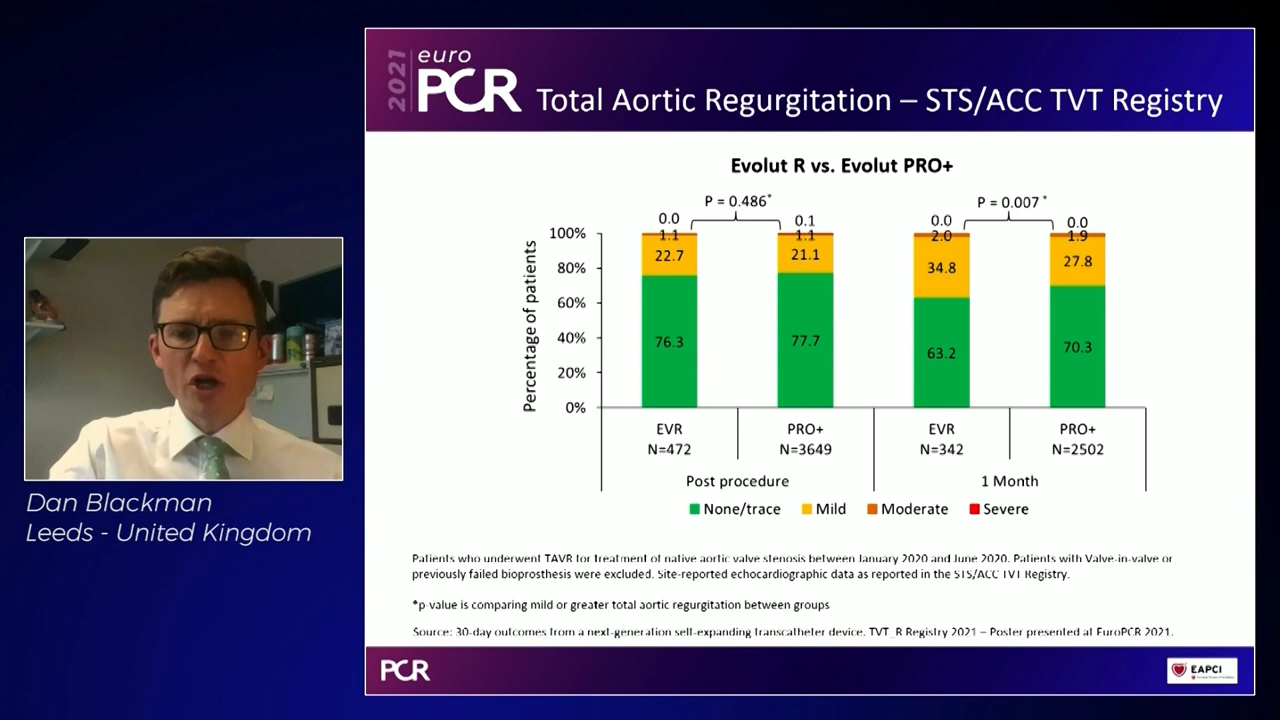 2021
euro
PCR
Total Aortic Regurgitation – STS/ACC TVT Registry
Evolut R vs. Evolut PRO+
P = 0.486*
P = 0.007 *
0.0
0.1
0.0
0.0
1.1
1.1
2.0
1.9
22.7
21.1
34.8
27.8
76.3
77.7
63.2
70.3
Percentage of patients
100%
80%
60%
40%
20%
0%
EVR
PRO+
EVR
PRO+
N=472
N=3649
N=342
N=2502
Post procedure
1 Month
None/trace
Mild
Moderate
Severe
Patients who underwent TAVR for treatment of native aortic valve stenosis between January 2020 and June 2020. Patients with Valve-in-valve or
previously failed bioprosthesis were excluded. Site-reported echocardiographic data as reported in the STS/ACC TVT Registry.
*p-value is comparing mild or greater total aortic regurgitation between groups
Source: 30-day outcomes from a next-generation self-expanding transcatheter device. TVT_R Registry 2021 – Poster presented at EuroPCR 2021.
Dan Blackman
Leeds - United Kingdom
PCR
EAPCI